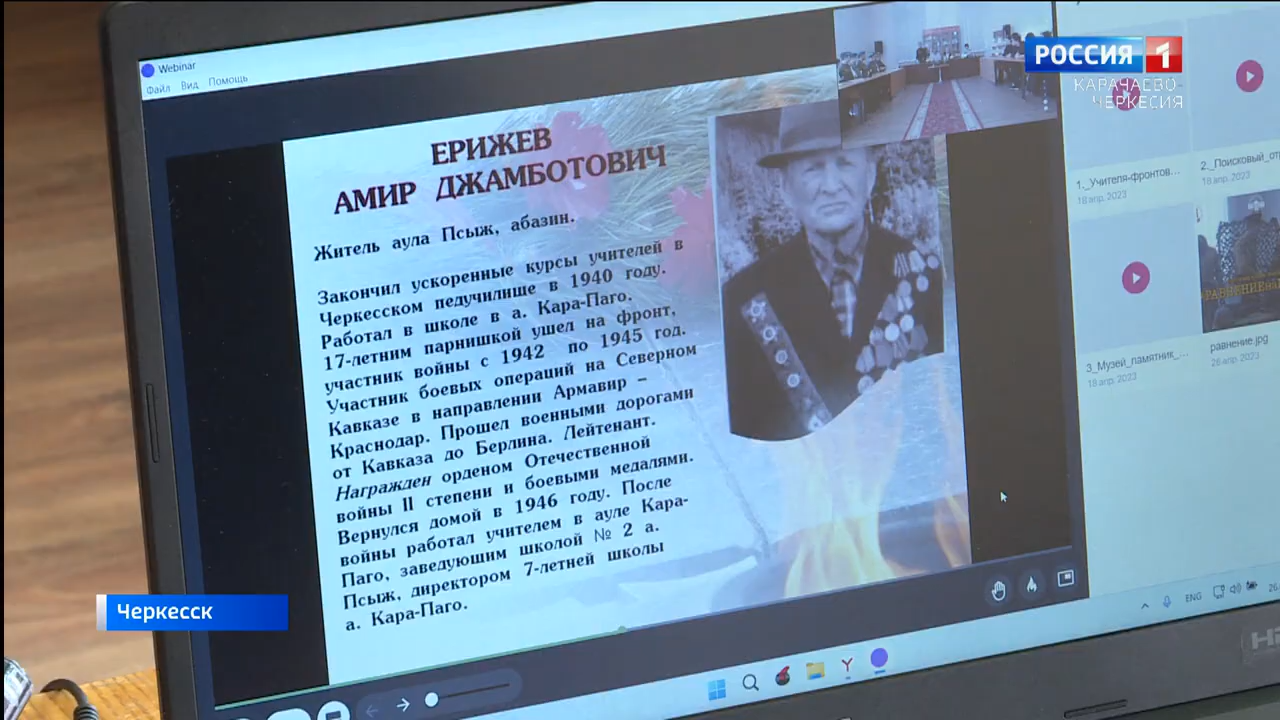 Webinar
Файл Вид Помощь
РОССИЯ 1
КАРАЧАЕВО-
ЧЕРКЕСИЯ
ЕРИЖЕВ
АМИР ДЖАМБОТОВИЧ
Житель аула Псыж, абазин.
Закончил ускоренные курсы учителей в
Черкесском педучилише в 1940 году.
Работал в школе в а. Кара-Паго.
17-летним парнишкой ушел на фронт,
участник войны с 1942 по 1945 год.
Участник боевых операций на Северном
Кавказе в направлении Армавир –
Краснодар. Прошел военными дорогами
от Кавказа до Берлина. Лейтенант.
Награжден орденом Отечественной
войны II степени и боевыми медалями.
Вернулся домой в 1946 году. После
войны работал учителем в ауле Кара-
Паго, заведуюшим школой № 2 а.
Псыж, директором 7-летней школы
а. Кара-Паго.
1._Учителя-фронтов...
18 апр. 2023
2._Поисковый_от
18 апр. 2023
3_Музей_памятник_...
18 апр. 2023
равнение.jpg
26 апр. 2023
ENG
Черкесск